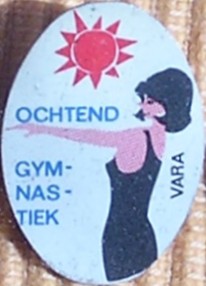 OCHTEND
GYM-
NAS-
TIEK
VARA